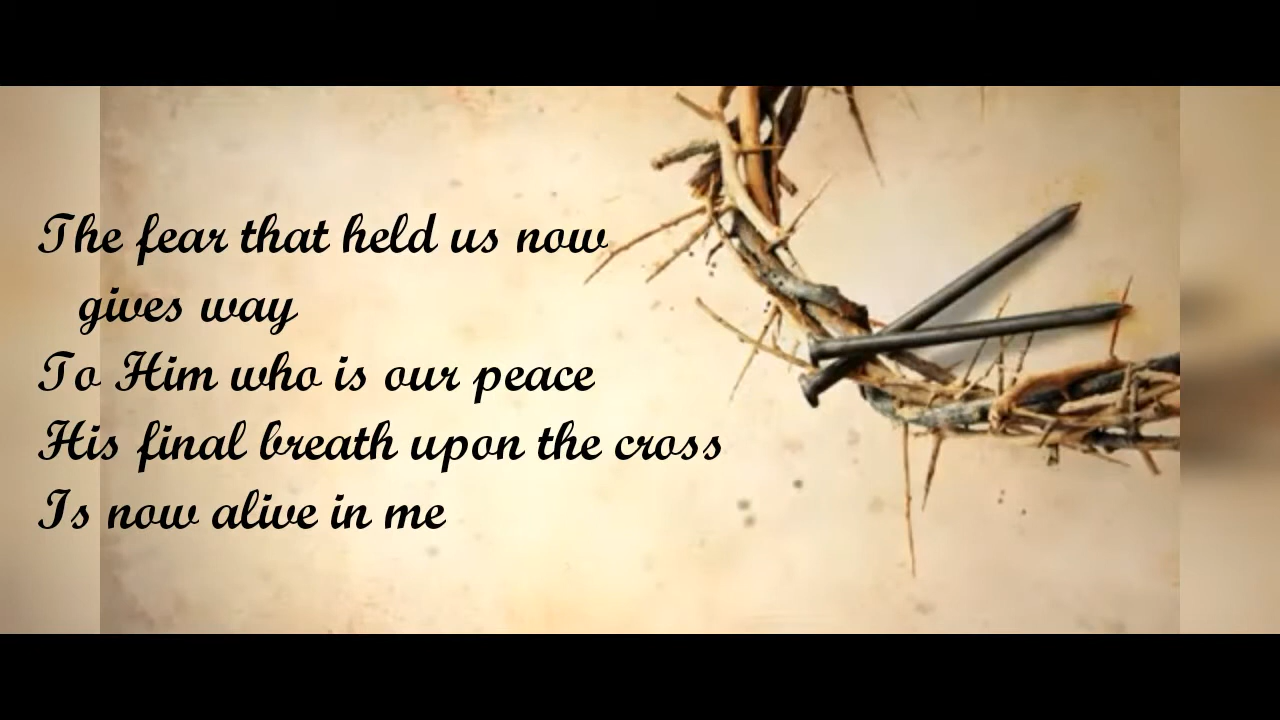 The fear that held us now
gives way
To Him who is our peace
His final breath upon the cross
Is now alive in me